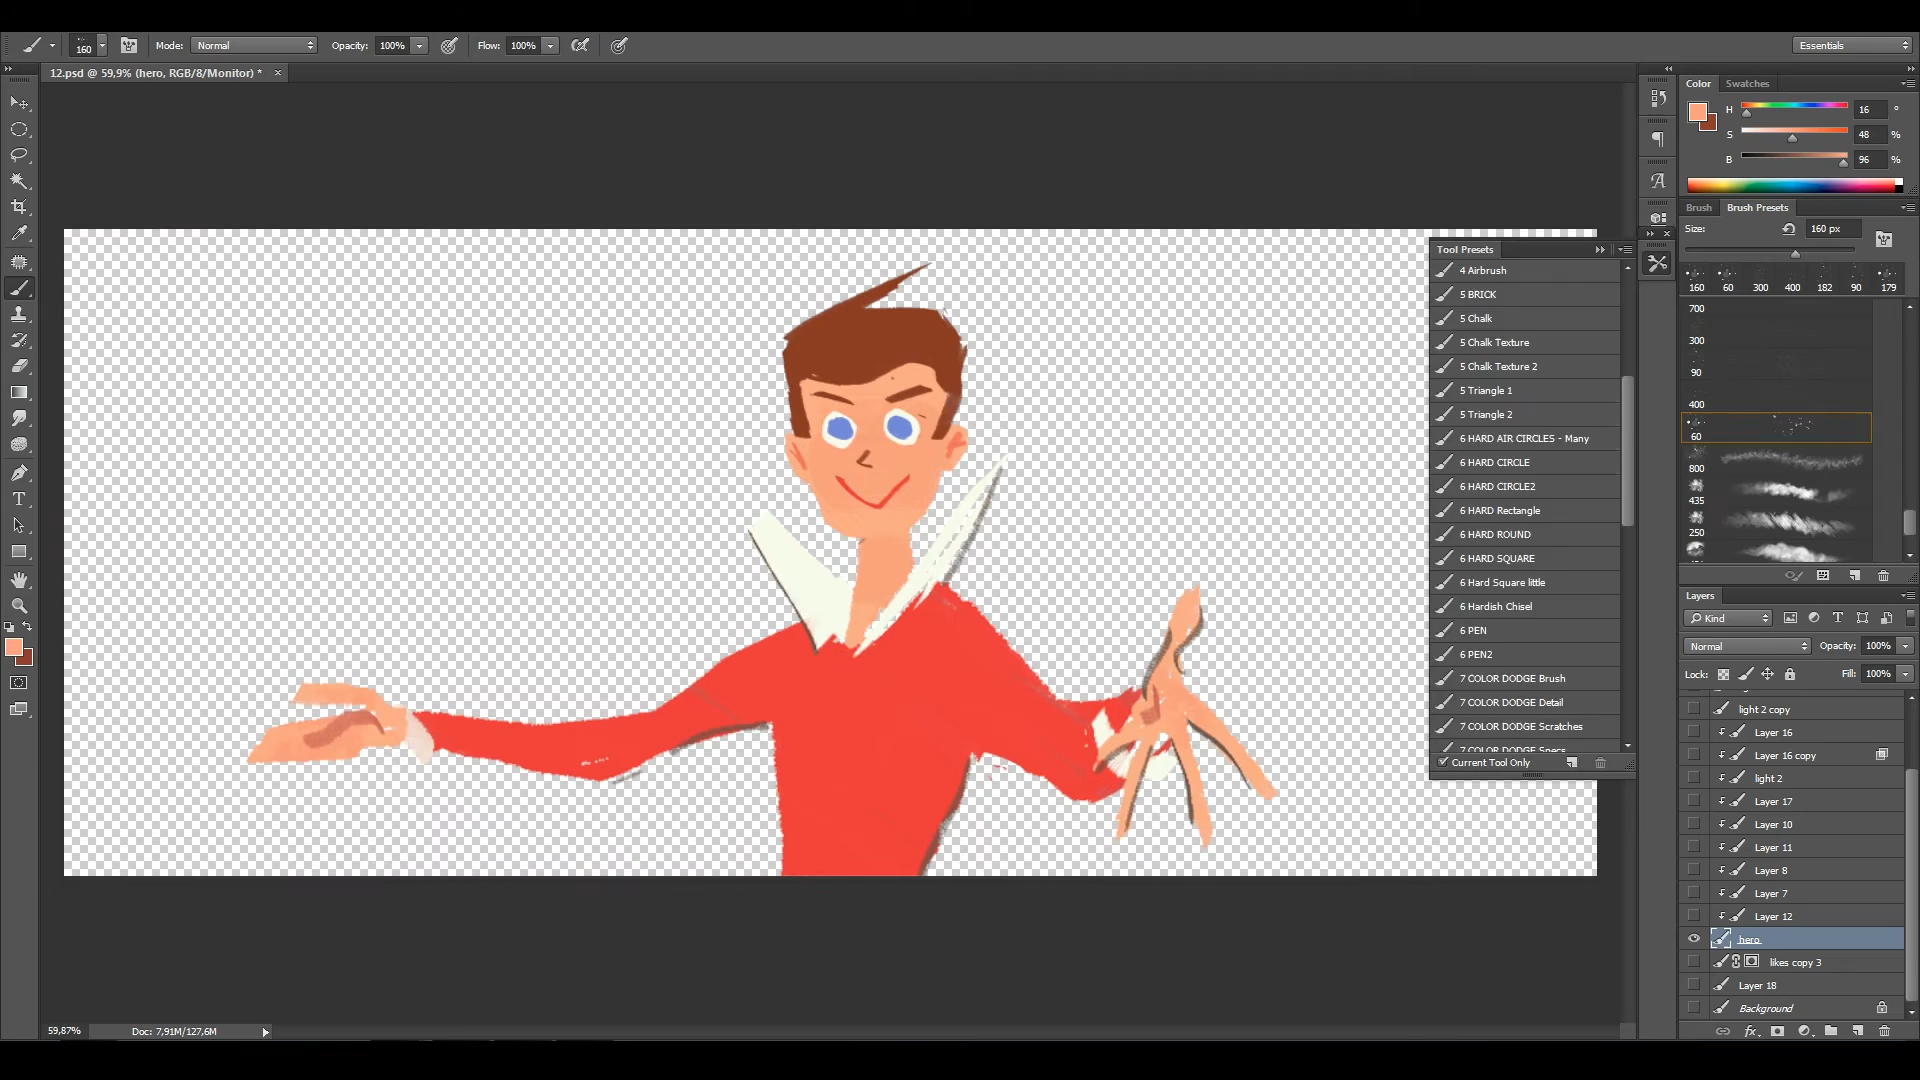 160 Mode: Normal Opacity: 100% Flow: 100% Essentials
12.psd @ 59,9% (hero, RGB/8/Monitor) * ×
Color Swatches
H 16 °
S 48 %
B 96 %
Brush Brush Presets
Size: 160 px
160 60 300 400 182 90 179
700
300
90
400
60
800
435
250
Tool Presets
4 Airbrush
5 BRICK
5 Chalk
5 Chalk Texture
5 Chalk Texture 2
5 Triangle 1
5 Triangle 2
6 HARD AIR CIRCLES - Many
6 HARD CIRCLE
6 HARD CIRCLE2
6 HARD Rectangle
6 HARD ROUND
6 HARD SQUARE
6 Hard Square little
6 Hardish Chisel
6 PEN
6 PEN2
7 COLOR DODGE Brush
7 COLOR DODGE Detail
7 COLOR DODGE Scratches
7 COLOR DODGE Specs
Current Tool Only
Layers
Kind
Normal Opacity: 100%
Lock: Fill: 100%
light 2 copy
Layer 16
Layer 16 copy
light 2
Layer 17
Layer 10
Layer 11
Layer 8
Layer 7
Layer 12
hero
likes copy 3
Layer 18
Background
59,87% Doc: 7,91M/127,6M